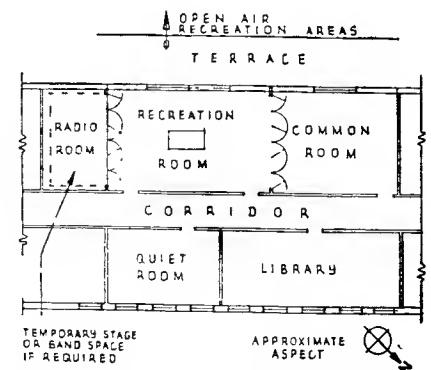 OPEN AIR
RECREATION AREAS
TERRACE
RADIO
ROOM
RECREATION
ROOM
COMMON
ROOM
CORRIDOR
QUIET
ROOM
LIBRARY
TEMPORARY STAGE
OR BAND SPACE
IF REQUIRED
APPROXIMATE
ASPECT